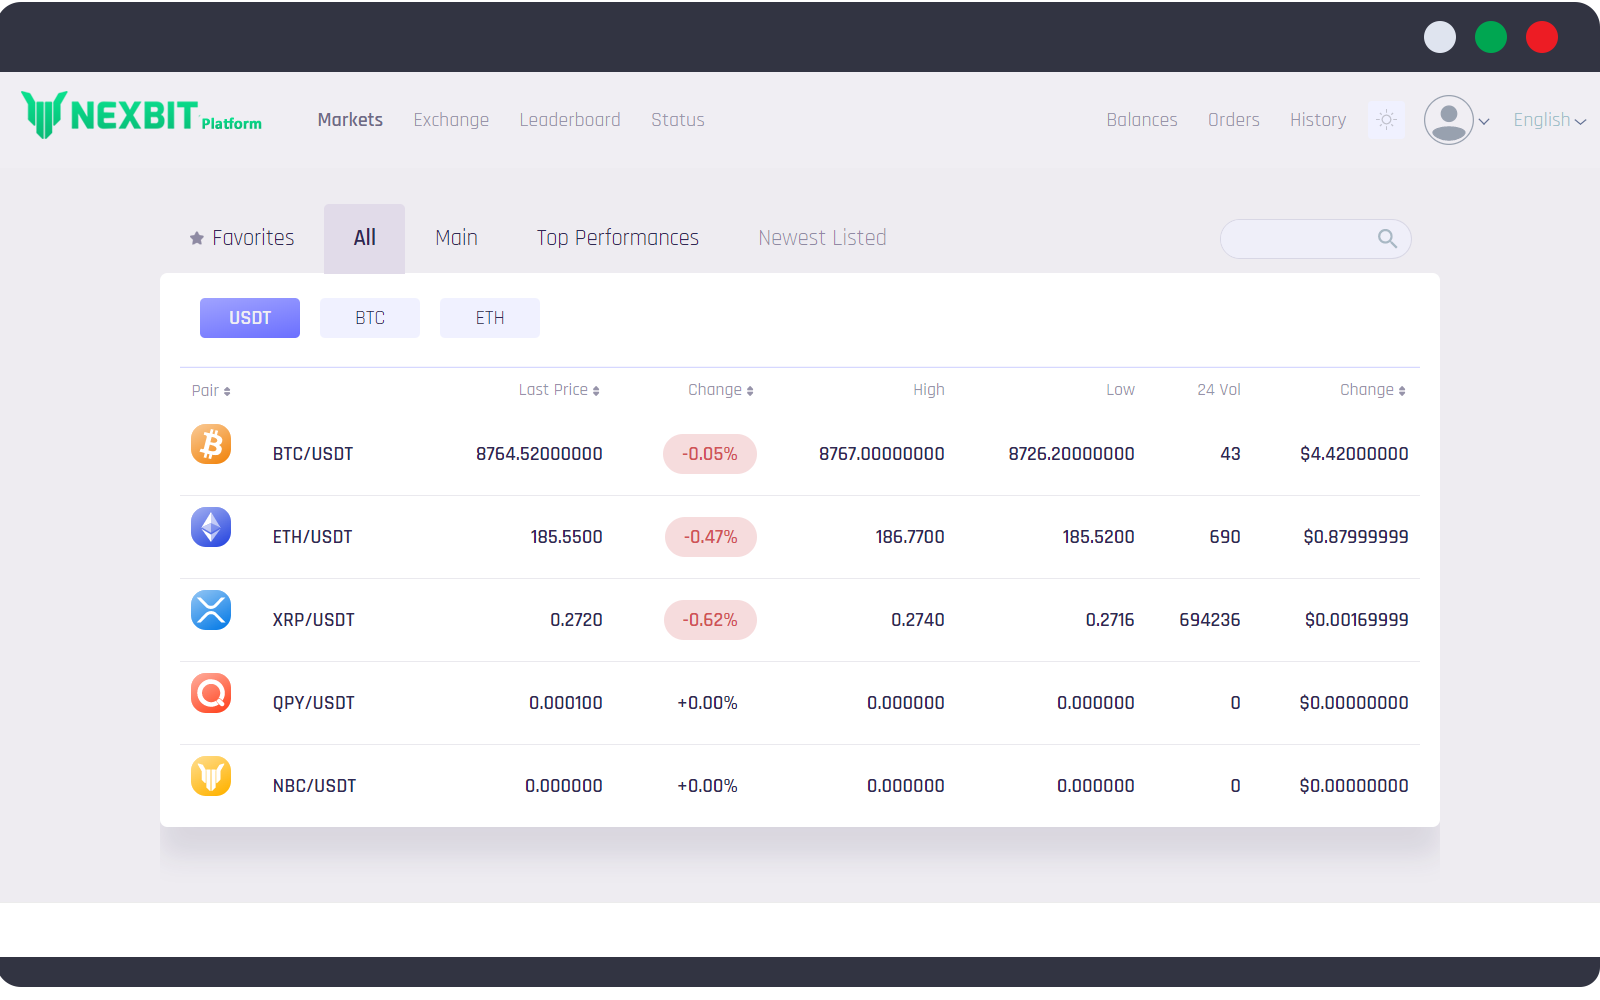 NEXBIT Platform Markets Exchange Leaderboard Status Balances Orders History English
Favorites All Main Top Performances Newest Listed
USDT BTC ETH
Pair Last Price Change High Low 24 Vol Change
BTC/USDT 8764.52000000 -0.05% 8767.00000000 8726.20000000 43 $4.42000000
ETH/USDT 185.5500 -0.47% 186.7700 185.5200 690 $0.87999999
XRP/USDT 0.2720 -0.62% 0.2740 0.2716 694236 $0.00169999
QPY/USDT 0.000100 +0.00% 0.000000 0.000000 0 $0.00000000
NBC/USDT 0.000000 +0.00% 0.000000 0.000000 0 $0.00000000